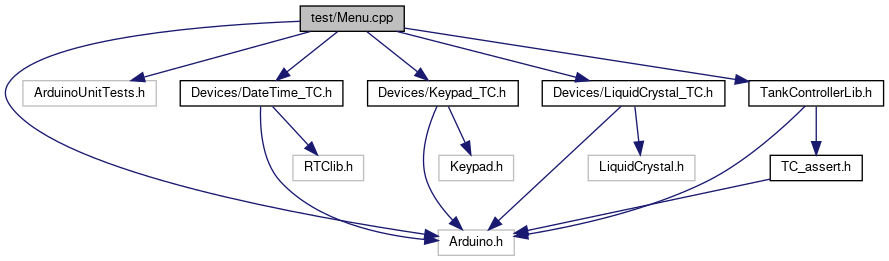 test/Menu.cpp
ArduinoUnitTests.h
Devices/DateTime_TC.h
Devices/Keypad_TC.h
Devices/LiquidCrystal_TC.h
TankControllerLib.h
RTClib.h
Keypad.h
LiquidCrystal.h
TC_assert.h
Arduino.h